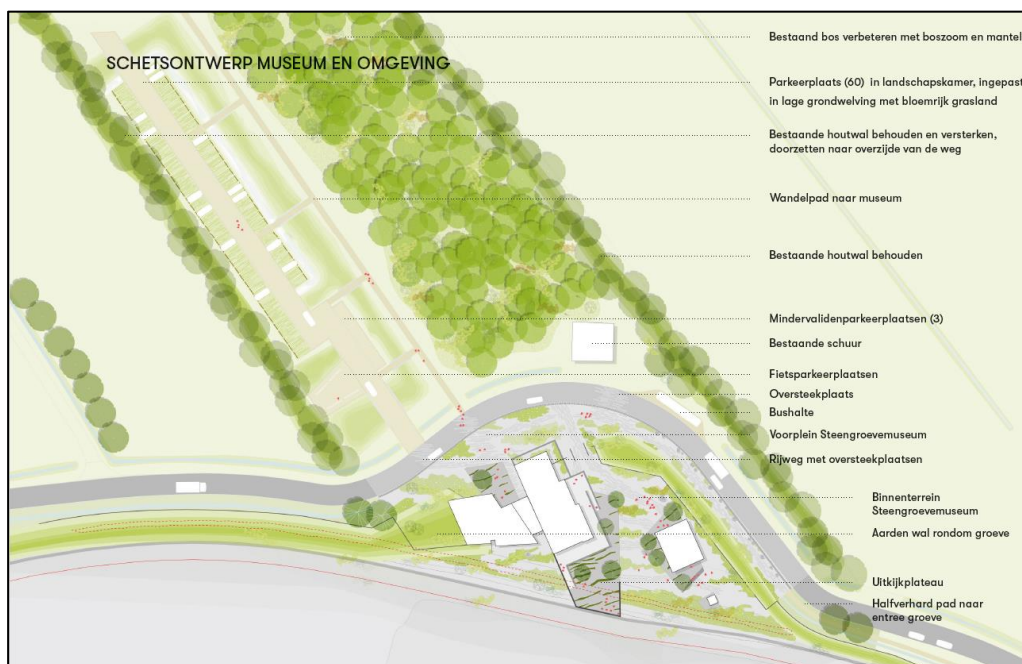 SCHETSONTWERP MUSEUM EN OMGEVING
Bestaand bos verbeteren met boszoom en mantel
Parkeerplaats (60) in landschapskamer, ingepast
in lage grondwelving met bloemrijk grasland
Bestaande houtwal behouden en versterken,
doorzetten naar overzijde van de weg
Wandelpad naar museum
Bestaande houtwal behouden
Mindervalidenparkeerplaatsen (3)
Bestaande schuur
Fietsparkeerplaatsen
Oversteekplaats
Bushalte
Voorplein Steengroevemuseum
Rijweg met oversteekplaatsen
Binnenterrein
Steengroevemuseum
Aarden wal rondom groeve
Uitkijkplateau
Halfverhard pad naar
entree groeve